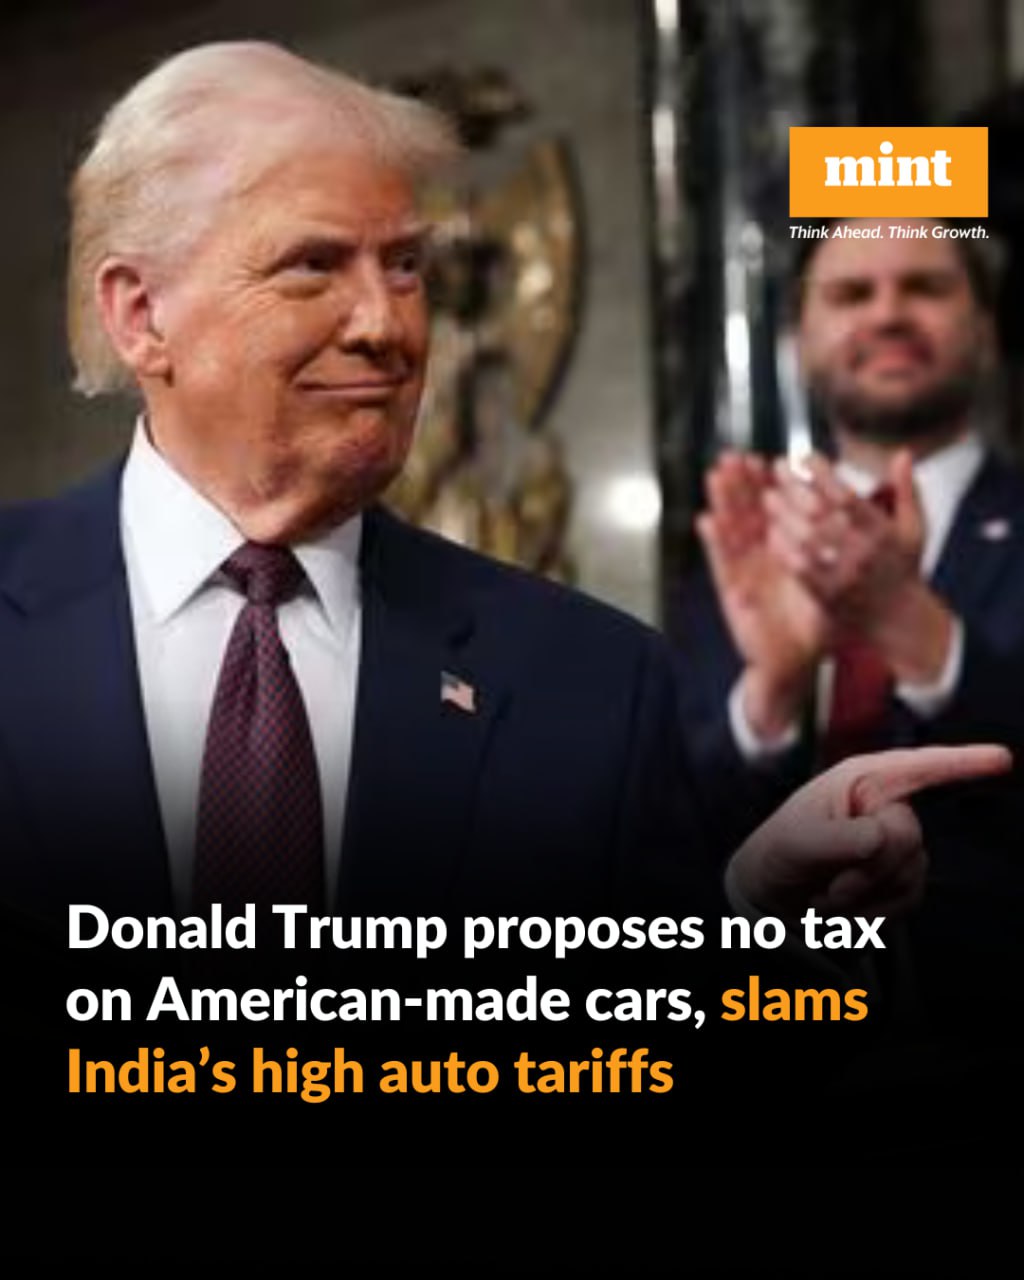 mint
Think Ahead. Think Growth.
Donald Trump proposes no tax
on American-made cars, slams
India’s high auto tariffs